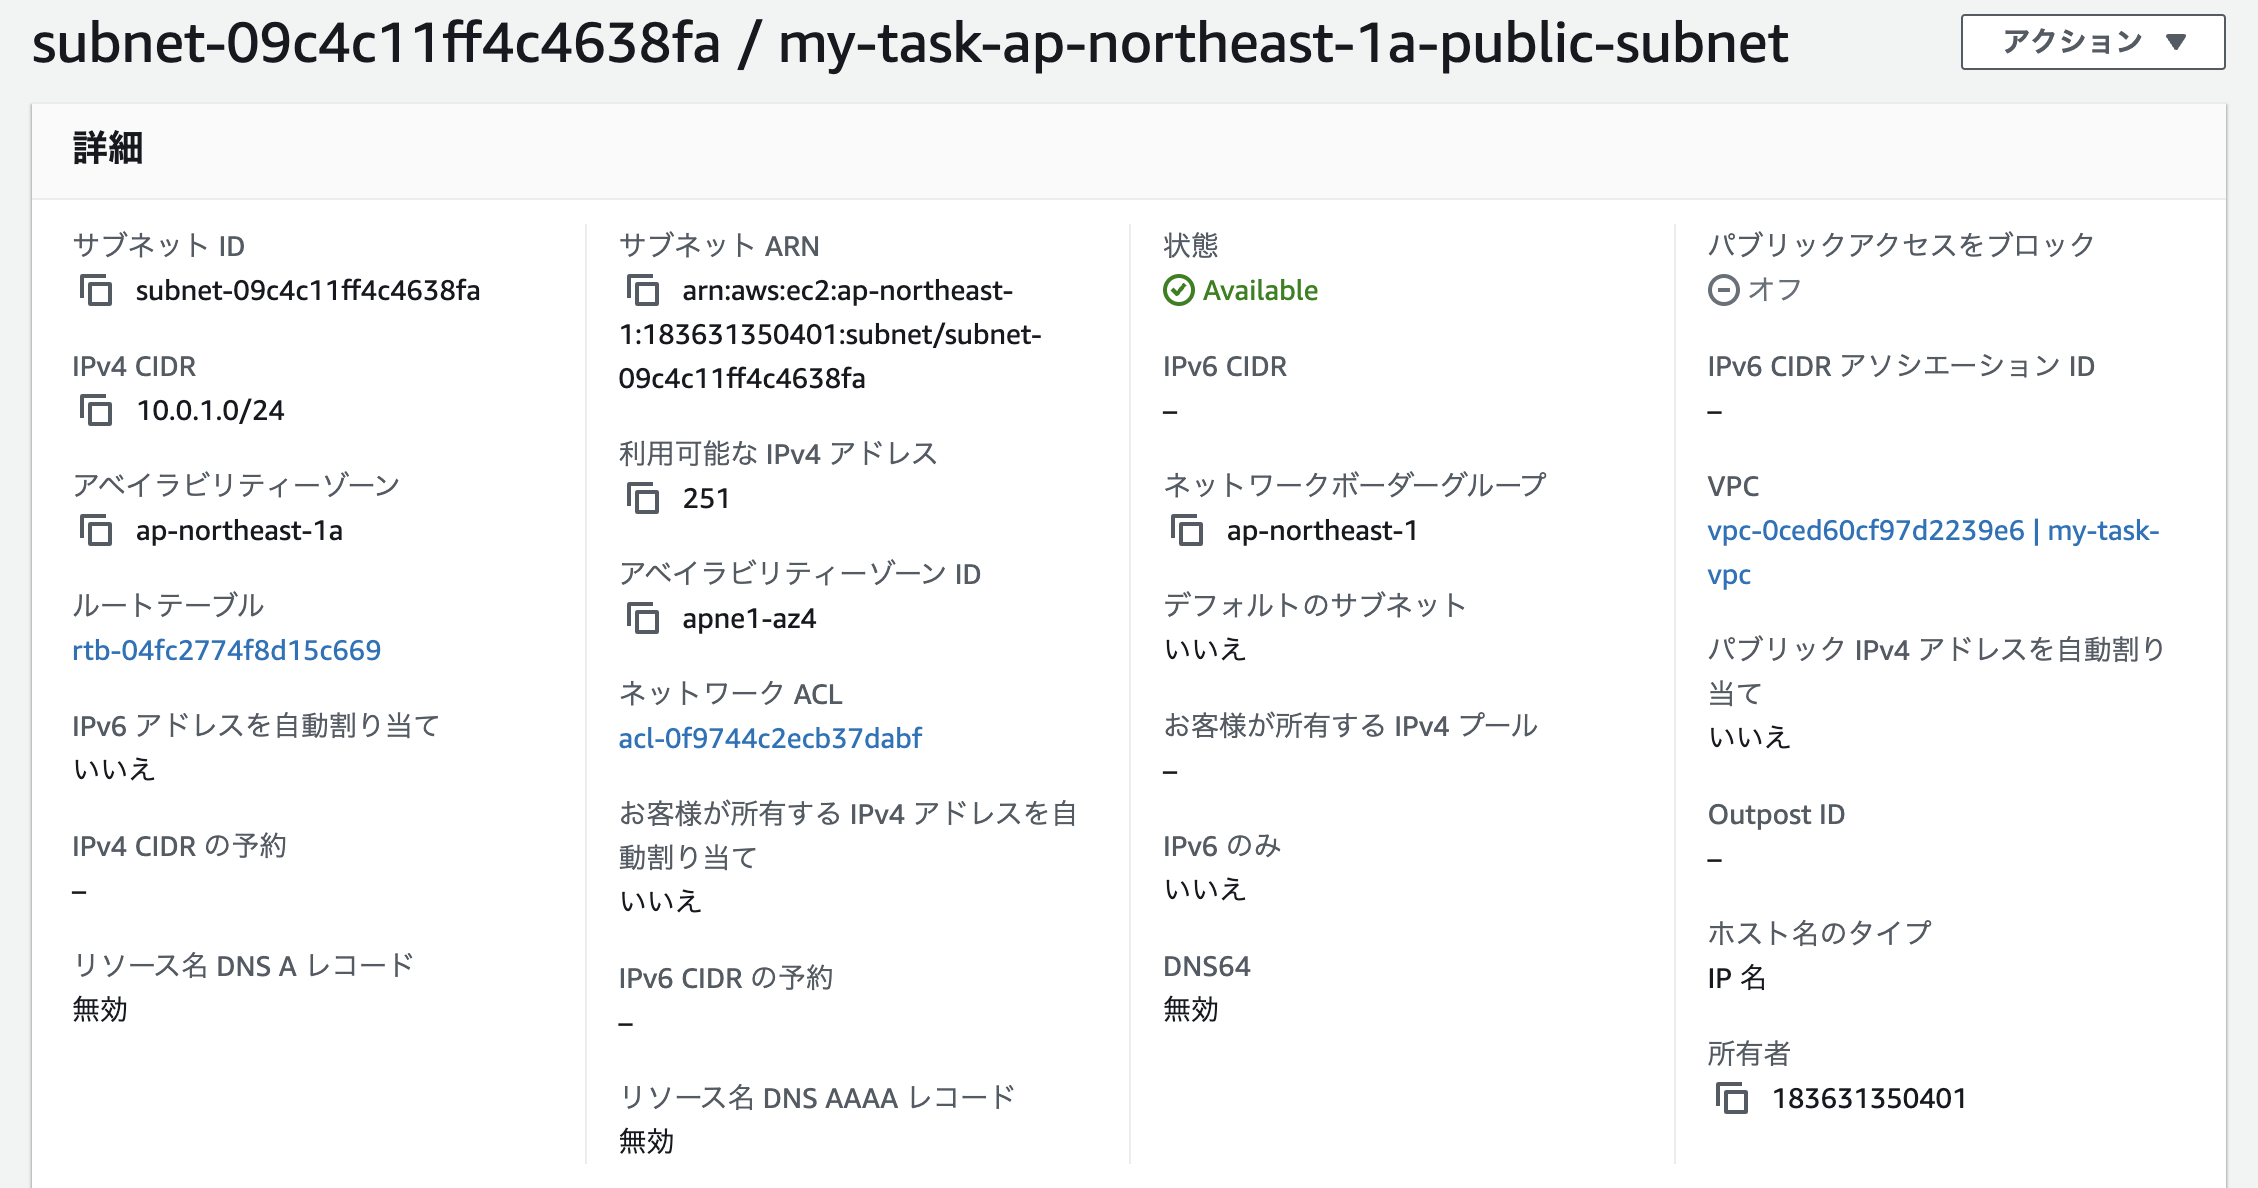 subnet-09c4c11ff4c4638fa / my-task-ap-northeast-1a-public-subnet
アクション
詳細
サブネット ID
subnet-09c4c11ff4c4638fa
IPv4 CIDR
10.0.1.0/24
アベイラビリティーゾーン
ap-northeast-1a
ルートテーブル
rtb-04fc2774f8d15c669
IPv6 アドレスを自動割り当て
いいえ
IPv4 CIDR の予約
–
リソース名 DNS A レコード
無効
サブネット ARN
arn:aws:ec2:ap-northeast-
1:183631350401:subnet/subnet-
09c4c11ff4c4638fa
利用可能な IPv4 アドレス
251
アベイラビリティーゾーン ID
apne1-az4
ネットワーク ACL
acl-0f9744c2ecb37dabf
お客様が所有する IPv4 アドレスを自
動割り当て
いいえ
IPv6 CIDR の予約
–
リソース名 DNS AAAA レコード
無効
状態
Available
IPv6 CIDR
–
ネットワークボーダーグループ
ap-northeast-1
デフォルトのサブネット
いいえ
お客様が所有する IPv4 プール
–
IPv6 のみ
いいえ
DNS64
無効
パブリックアクセスをブロック
オフ
IPv6 CIDR アソシエーション ID
–
VPC
vpc-0ced60cf97d2239e6 | my-task-
vpc
パブリック IPv4 アドレスを自動割り
当て
いいえ
Outpost ID
–
ホスト名のタイプ
IP 名
所有者
183631350401